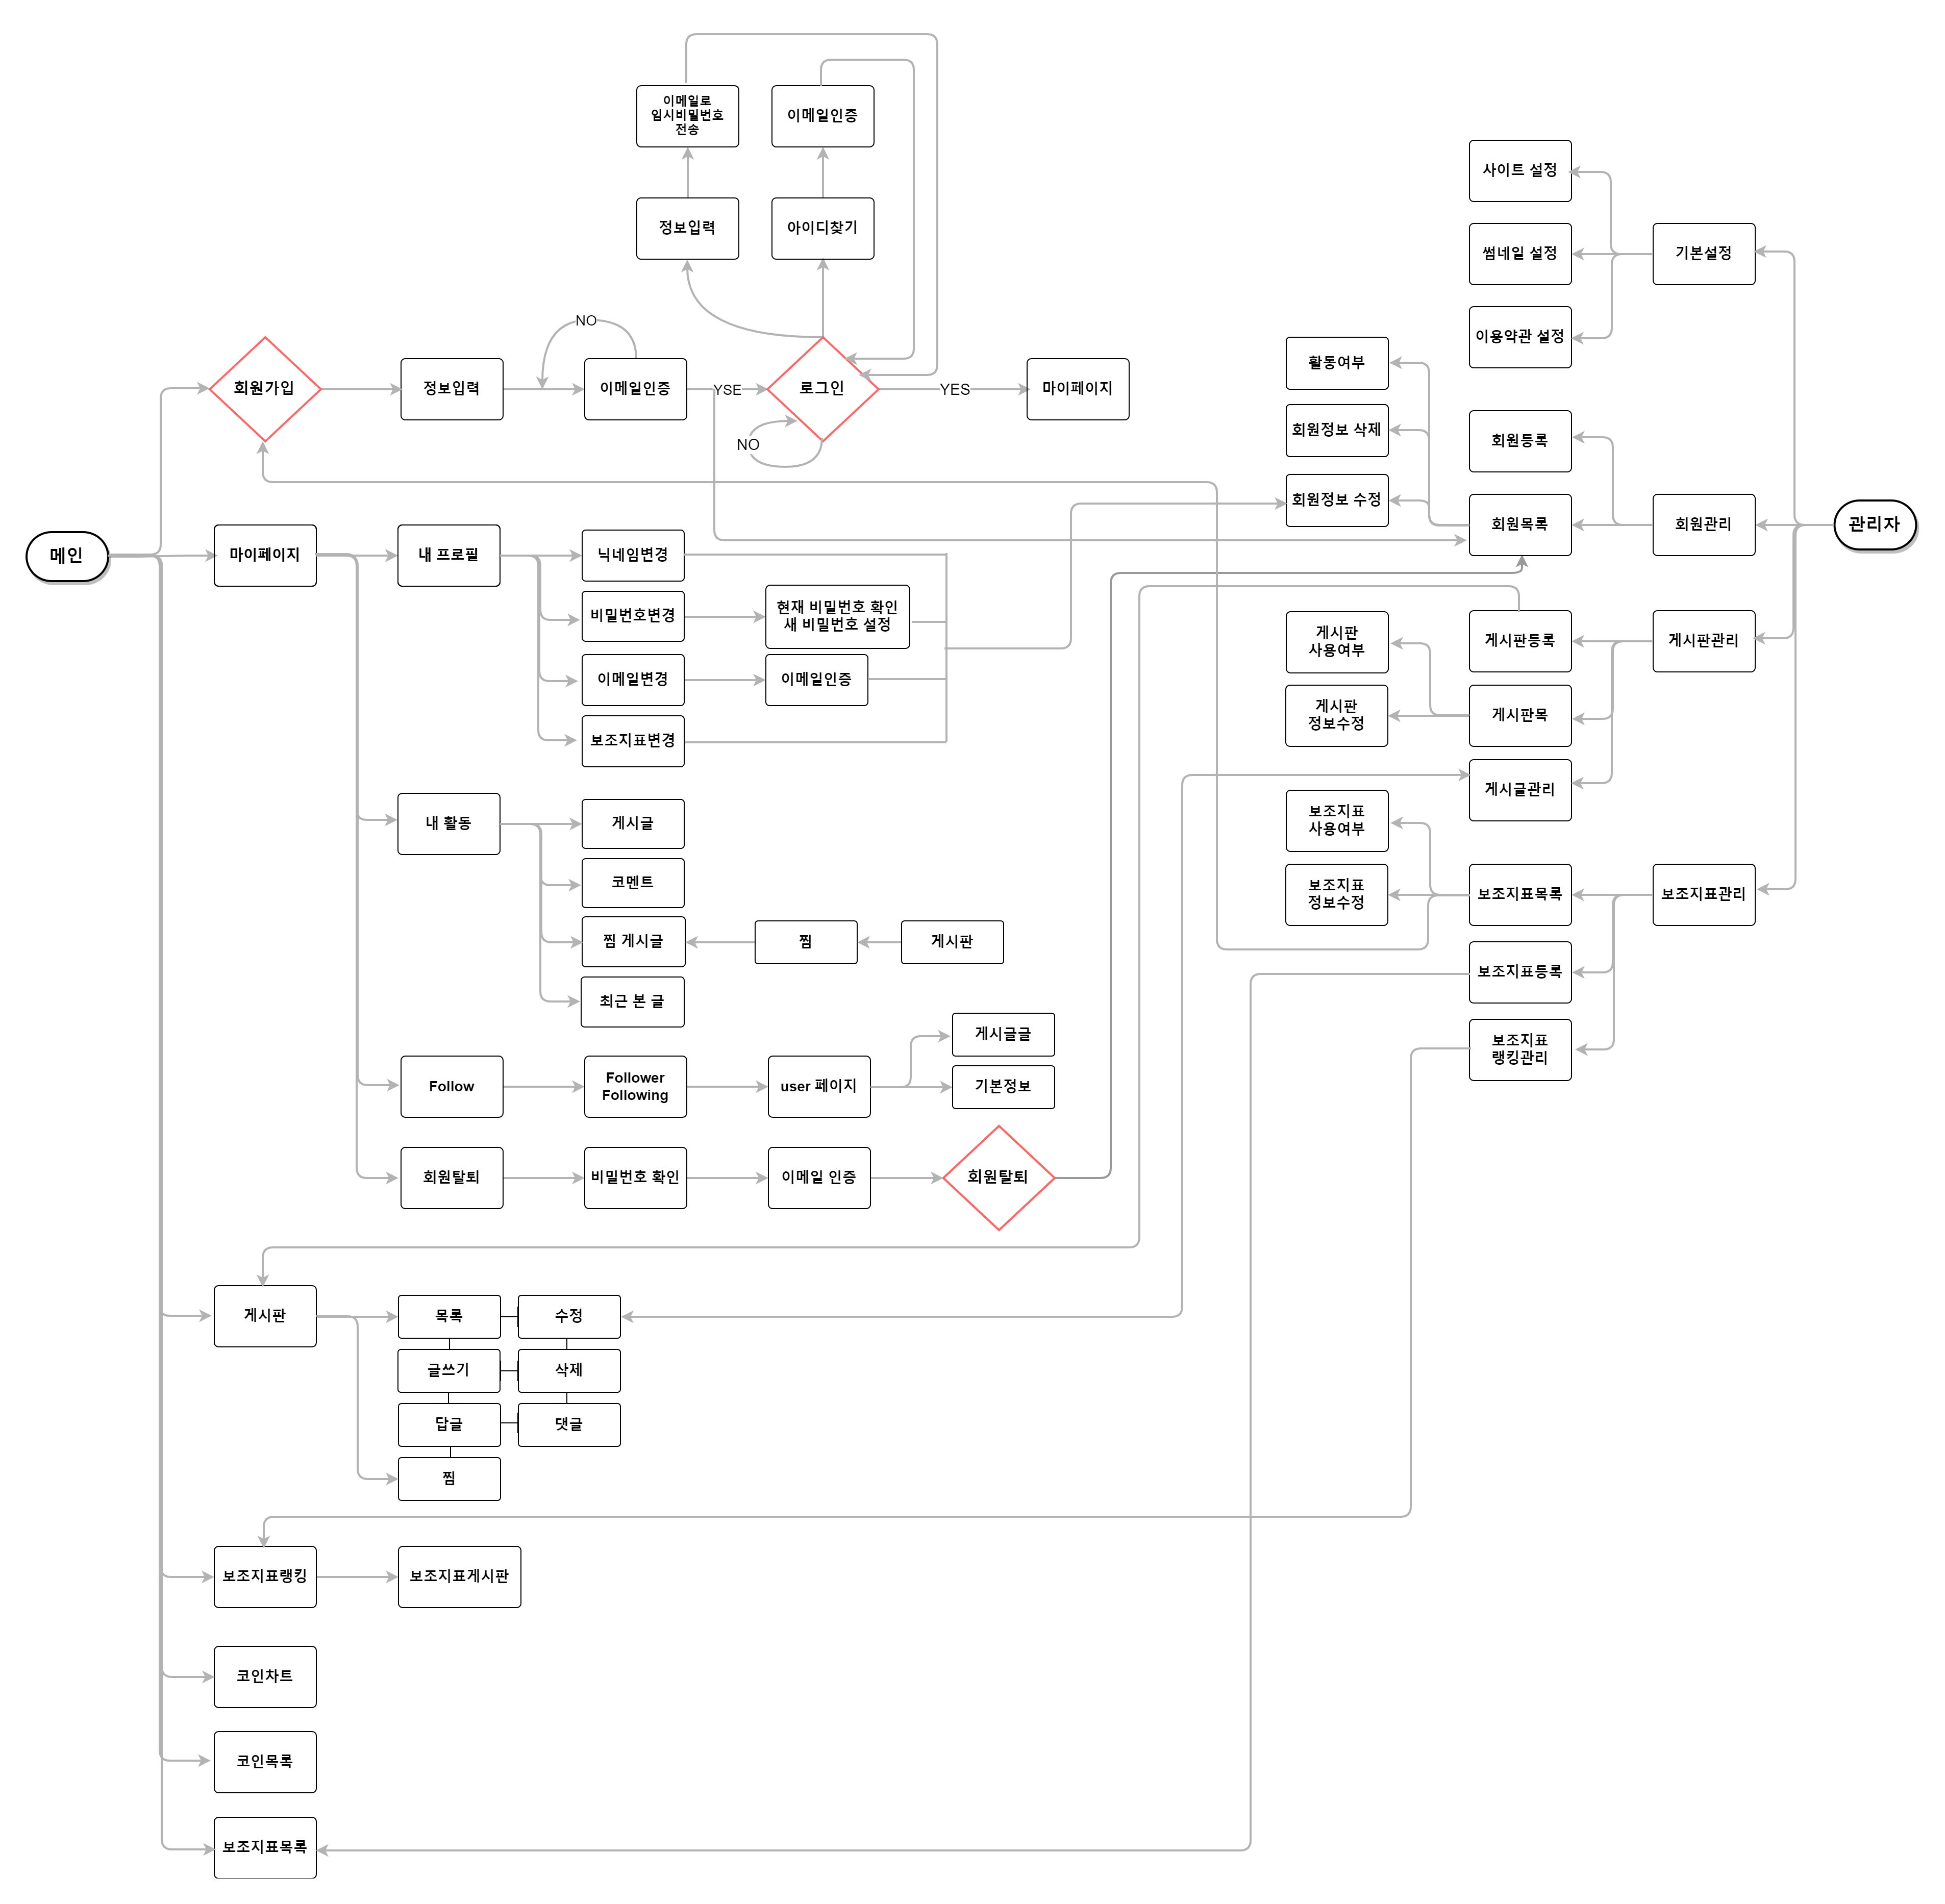 이메일로
임시비밀번호
전송
이메일인증
사이트 설정
정보입력
아이디찾기
썸네일 설정
기본설정
NO
이용약관 설정
회원가입
정보입력
이메일인증
YSE
로그인
YES
마이페이지
NO
활동여부
회원정보 삭제
회원등록
회원정보 수정
회원목록
회원관리
관리자
메인
마이페이지
내 프로필
닉네임변경
비밀번호변경
현재 비밀번호 확인
새 비밀번호 설정
이메일변경
이메일인증
보조지표변경
게시판
사용여부
게시판등록
게시판관리
게시판
정보수정
게시판목
게시글관리
내 활동
게시글
코멘트
찜 게시글
찜
게시판
최근 본 글
보조지표
사용여부
보조지표
정보수정
보조지표목록
보조지표관리
보조지표등록
보조지표
랭킹관리
Follow
Follower
Following
user 페이지
게시글글
기본정보
회원탈퇴
비밀번호 확인
이메일 인증
회원탈퇴
게시판
목록
수정
글쓰기
삭제
답글
댓글
찜
보조지표랭킹
보조지표게시판
코인차트
코인목록
보조지표목록